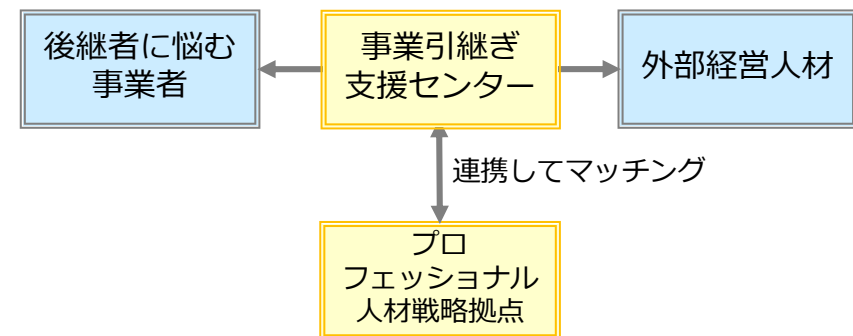 後継者に悩む
事業者
事業引継ぎ
支援センター
外部経営人材
連携してマッチング
プロ
フェッショナル
人材戦略拠点